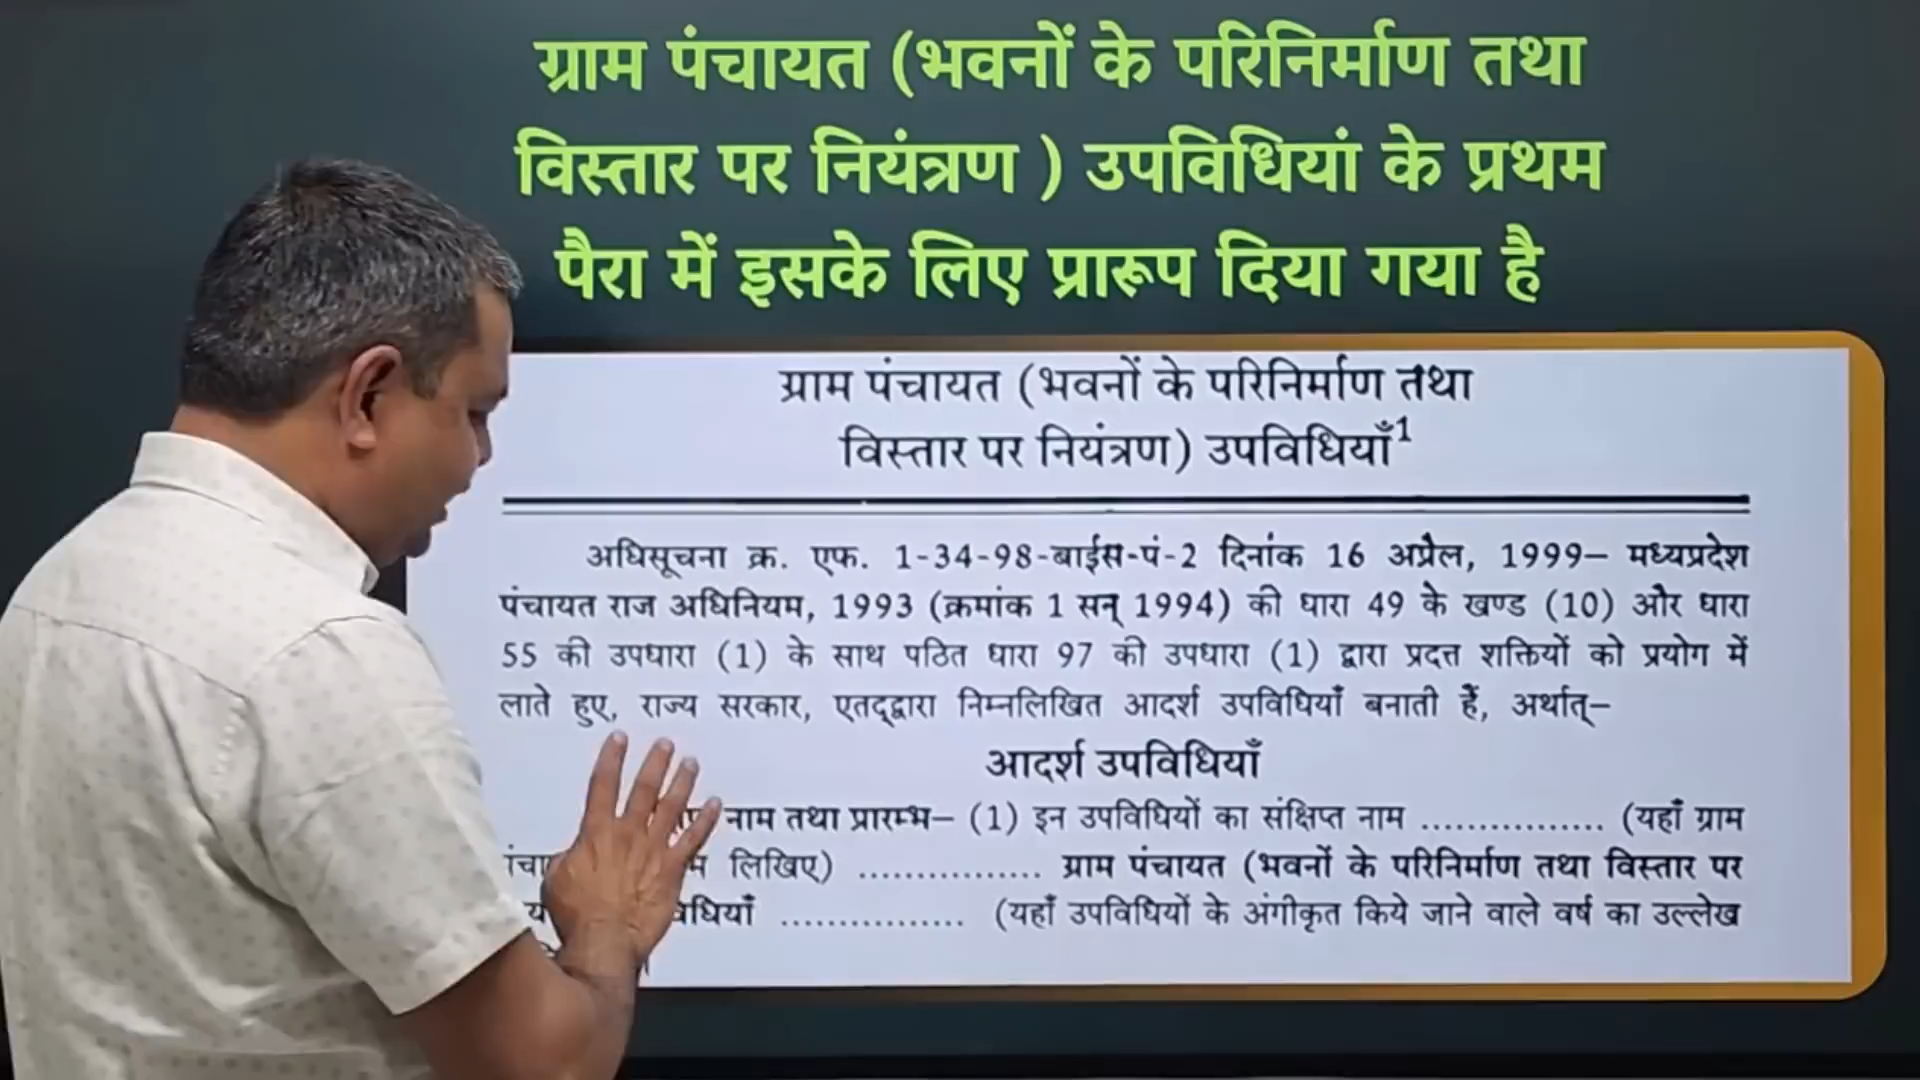 ग्राम पंचायत (भवनों के परिनिर्माण तथा
विस्तार पर नियंत्रण ) उपविधियां के प्रथम
पैरा में इसके लिए प्रारूप दिया गया है
ग्राम पंचायत (भवनों के परिनिर्माण तथा
विस्तार पर नियंत्रण) उपविधियाँ¹
अधिसूचना क्र. एफ. 1-34-98-बाईस-पं-2 दिनांक 16 अप्रैल, 1999– मध्यप्रदेश
पंचायत राज अधिनियम, 1993 (क्रमांक 1 सन् 1994) की धारा 49 के खण्ड (10) और धारा
55 की उपधारा (1) के साथ पठित धारा 97 की उपधारा (1) द्वारा प्रदत्त शक्तियों को प्रयोग में
लाते हुए, राज्य सरकार, एतद्द्वारा निम्नलिखित आदर्श उपविधियाँ बनाती हैं, अर्थात्–
आदर्श उपविधियाँ
नाम तथा प्रारम्भ– (1) इन उपविधियों का संक्षिप्त नाम ................ (यहाँ ग्राम
लिखिए) ................ ग्राम पंचायत (भवनों के परिनिर्माण तथा विस्तार पर
................ (यहाँ उपविधियों के अंगीकृत किये जाने वाले वर्ष का उल्लेख